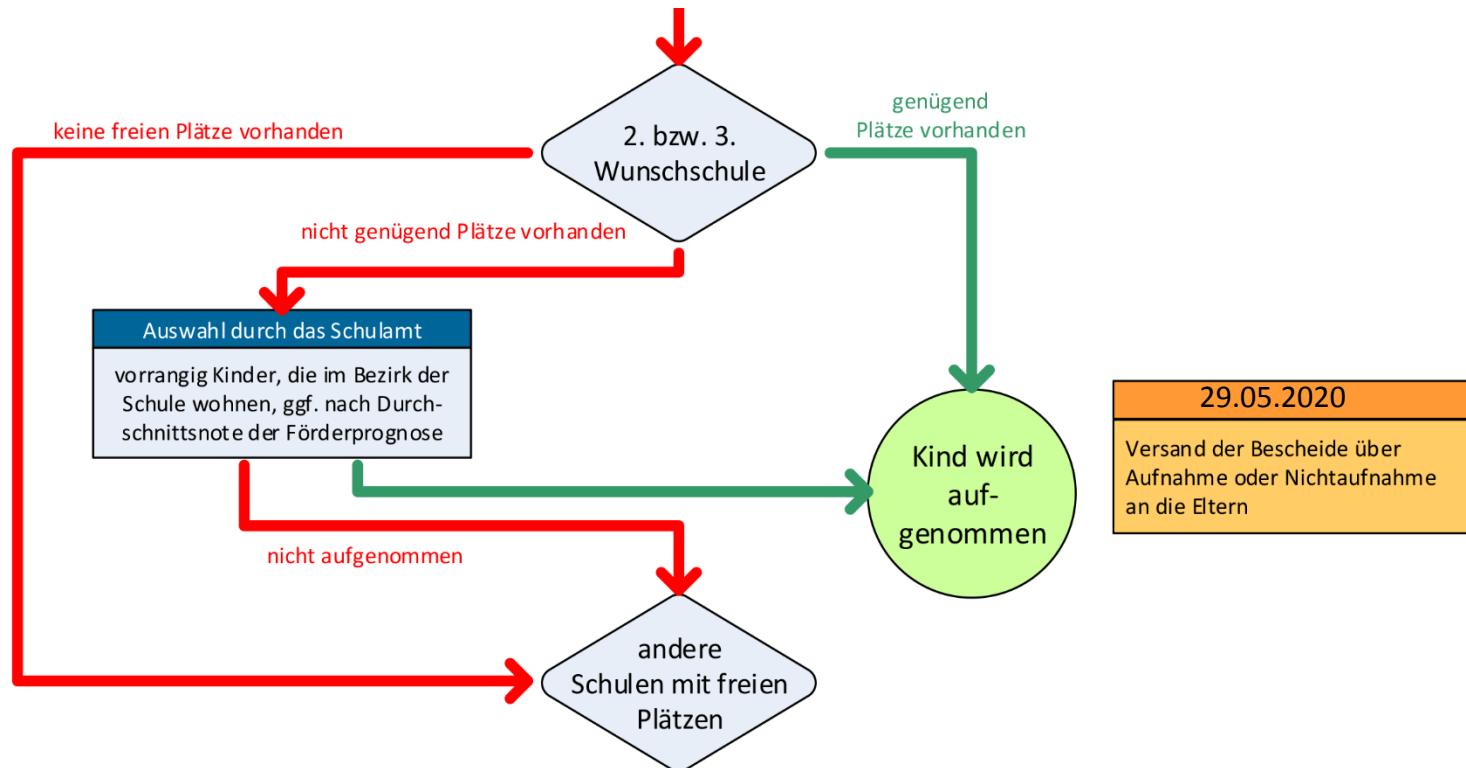 genügend
Plätze vorhanden
keine freien Plätze vorhanden
2. bzw. 3.
Wunschschule
nicht genügend Plätze vorhanden
Auswahl durch das Schulamt
vorrangig Kinder, die im Bezirk der
Schule wohnen, ggf. nach Durch-
schnittsnote der Förderprognose
29.05.2020
Versand der Bescheide über
Aufnahme oder Nichtaufnahme
an die Eltern
Kind wird
auf-
genommen
nicht aufgenommen
andere
Schulen mit freien
Plätzen